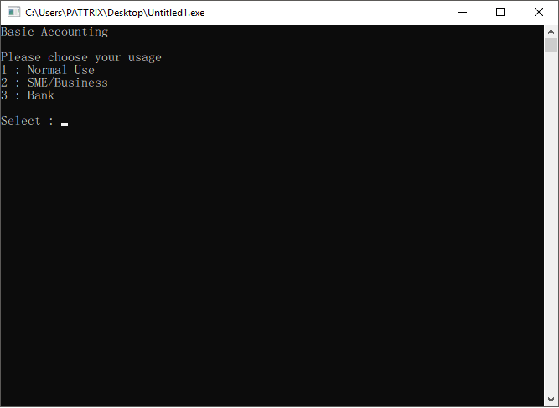 C:\Users\PATTRIX\Desktop\Untitled1.exe
Basic Accounting
Please choose your usage
1 : Normal Use
2 : SME/Business
3 : Bank
Select :